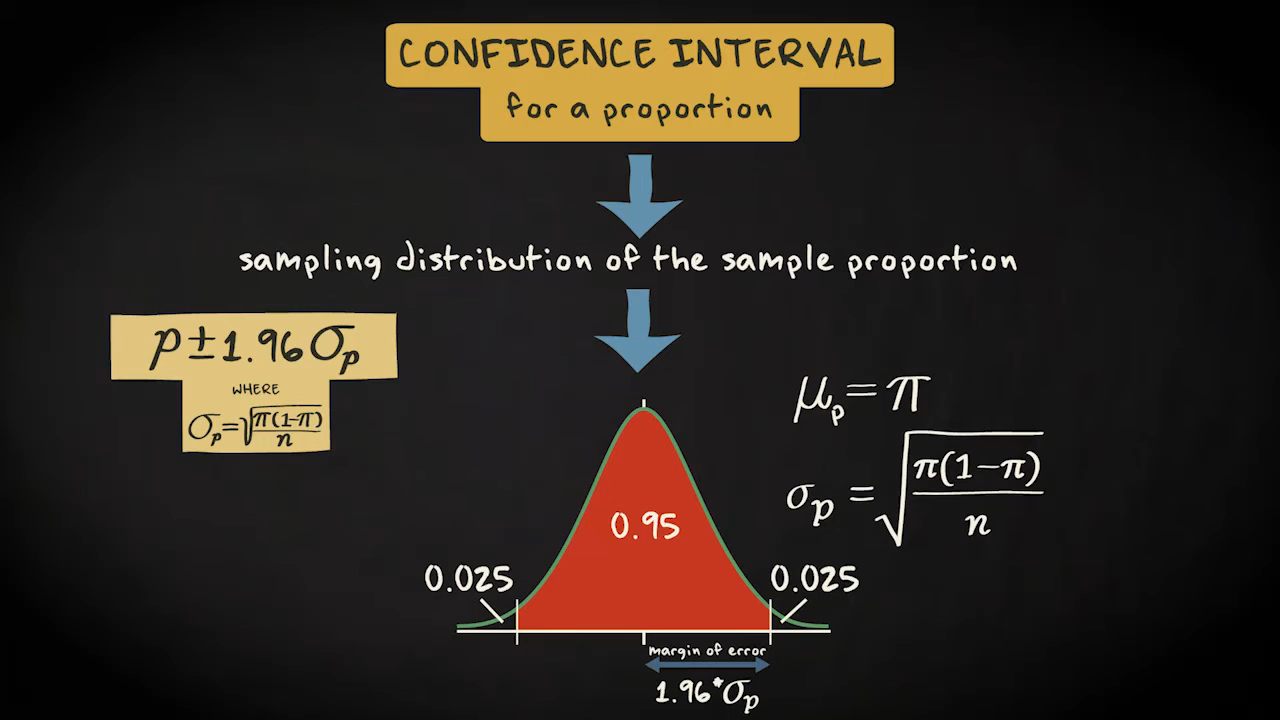 CONFIDENCE INTERVAL
for a proportion
sampling distribution of the sample proportion
p±1.96σp
WHERE
σp=√π(1-π)/n
μp=π
σp=√π(1-π)/n
0.95
0.025
0.025
margin of error
1.96*σp